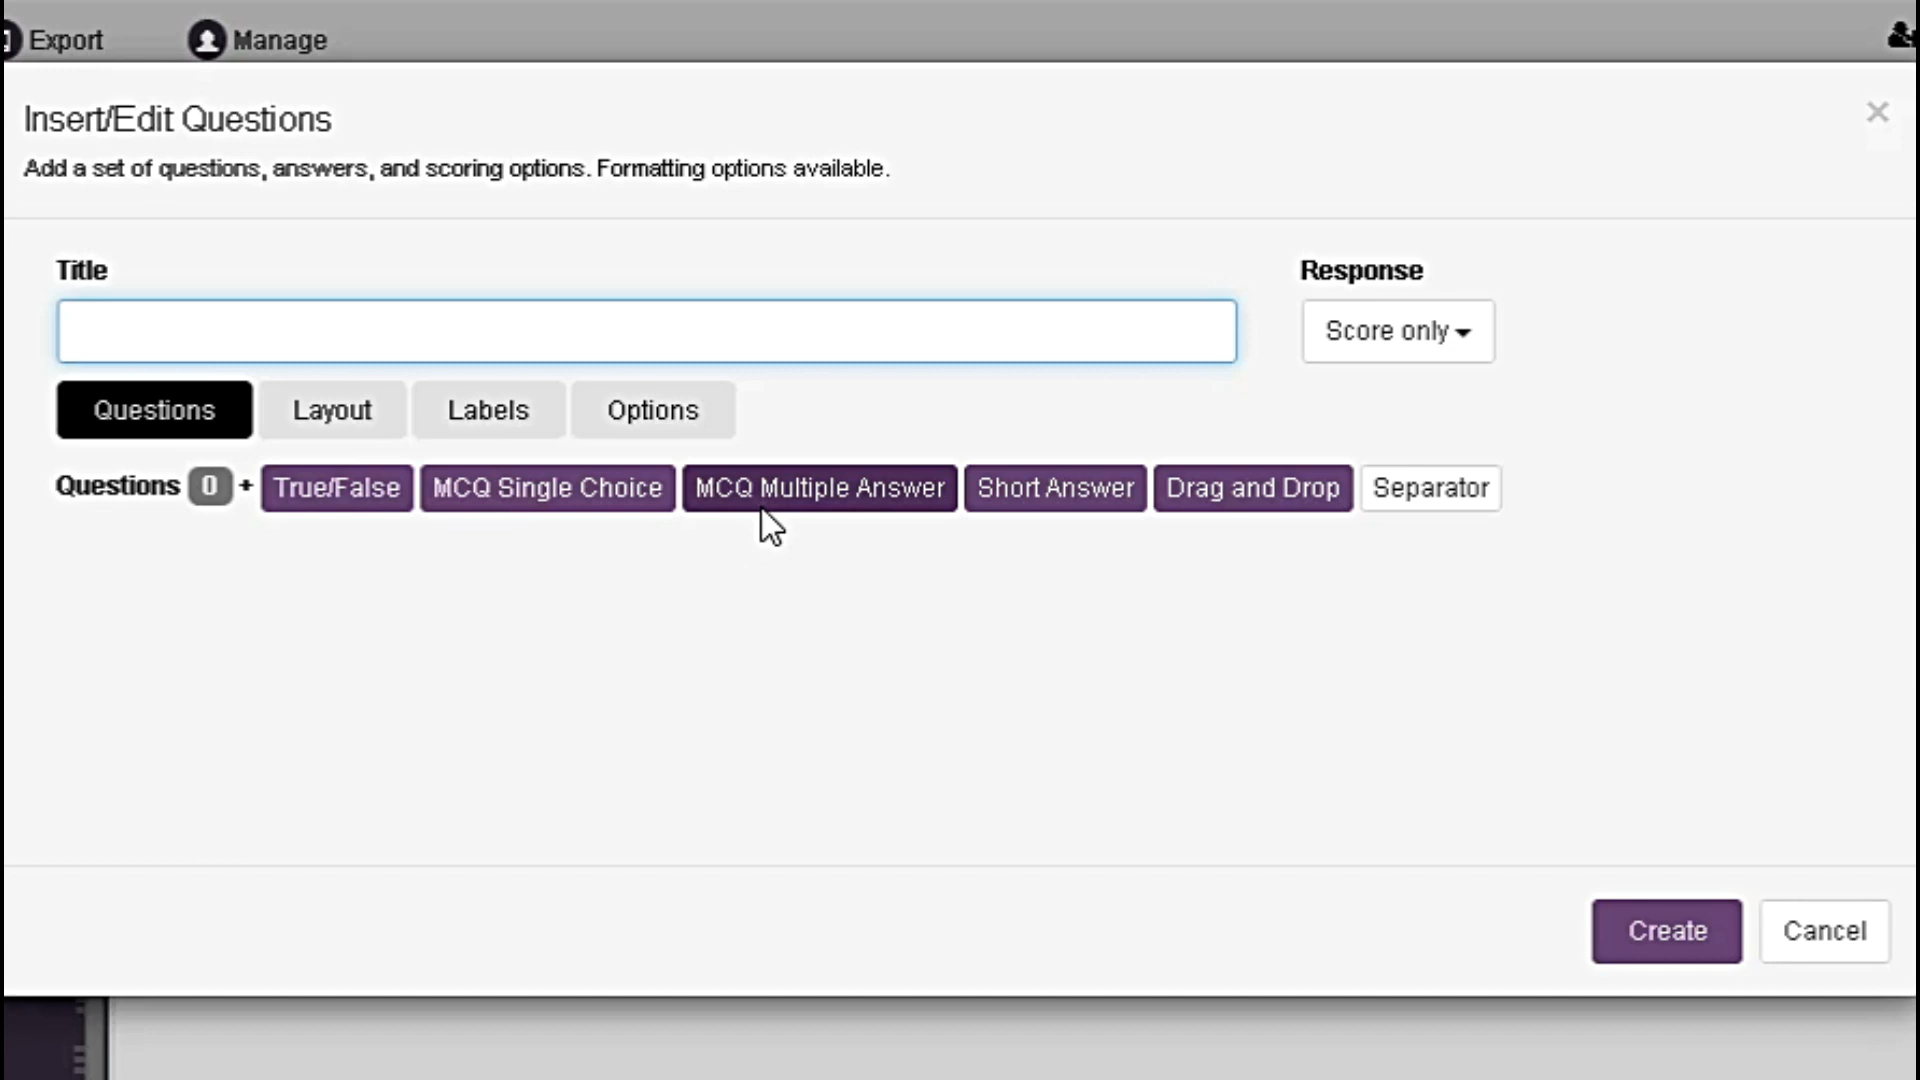 Export Manage
Insert/Edit Questions
Add a set of questions, answers, and scoring options. Formatting options available.
Title Response
Score only
Questions Layout Labels Options
Questions 0 + True/False MCQ Single Choice MCQ Multiple Answer Short Answer Drag and Drop Separator
Create Cancel